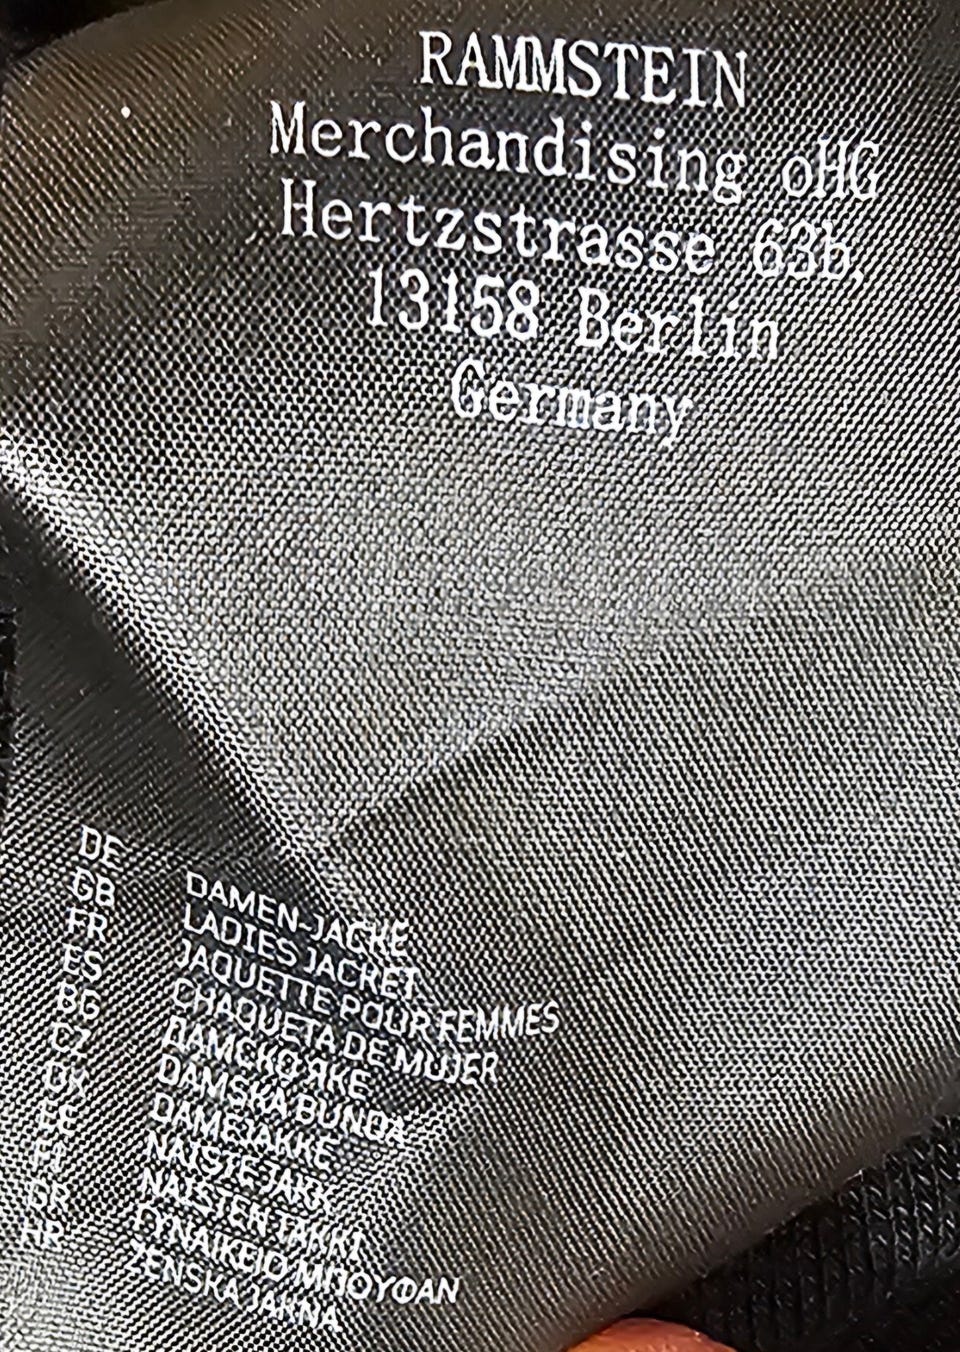 RAMMSTEIN
Merchandising oHG
Hertzstrasse 63b,
13158 Berlin
Germany
DE DAMEN-JACKE
GB LADIES JACKET
FR JAQUETTE POUR FEMMES
ES CHAQUETA DE MUJER
BG ДАМСКО ЯКЕ
CZ DAMSKA BUNDA
DK DAMEJAKKE
EE NAISTE JAKK
FI NAISTEN TAKKI
GR ΓΥΝΑΙΚΕΙΟ ΜΠΟΥΦΑΝ
HR ZENSKA JAKNA